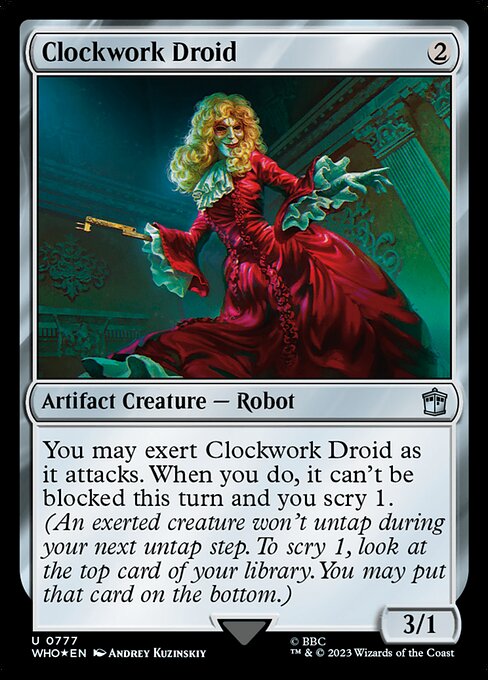 Clockwork Droid 2
Artifact Creature — Robot
You may exert Clockwork Droid as
it attacks. When you do, it can't be
blocked this turn and you scry 1.
(An exerted creature won't untap during
your next untap step. To scry 1, look at
the top card of your library. You may put
that card on the bottom.)
3/1
U 0777
WHO★EN Andrey Kuzinskiy
© BBC
™ & © 2023 Wizards of the Coast